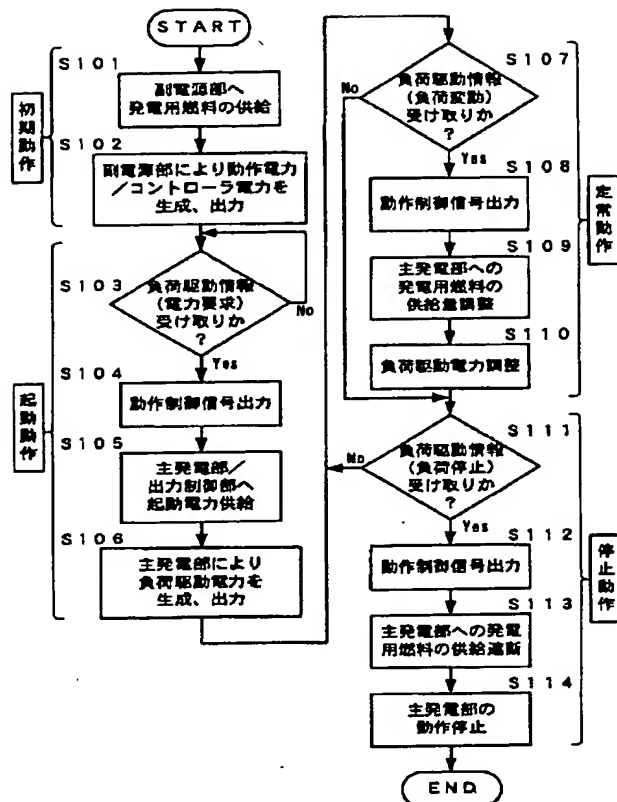 START
S101
副電源部へ
発電用燃料の供給
初期動作
S102
副電源部により動作電力
/コントローラ電力を
生成、出力
S103
負荷駆動情報
(電力要求)
受け取りか
?
No
Yes
S104
動作制御信号出力
起動動作
S105
主発電部/
出力制御部へ
起動電力供給
S106
主発電部により
負荷駆動電力を
生成、出力
S107
No
負荷駆動情報
(負荷変動)
受け取りか
?
Yes
S108
動作制御信号出力
定常動作
S109
主発電部への
発電用燃料の
供給量調整
S110
負荷駆動電力調整
S111
No
負荷駆動情報
(負荷停止)
受け取りか
?
Yes
S112
動作制御信号出力
停止動作
S113
主発電部への発電
用燃料の供給遮断
S114
主発電部の
動作停止
END